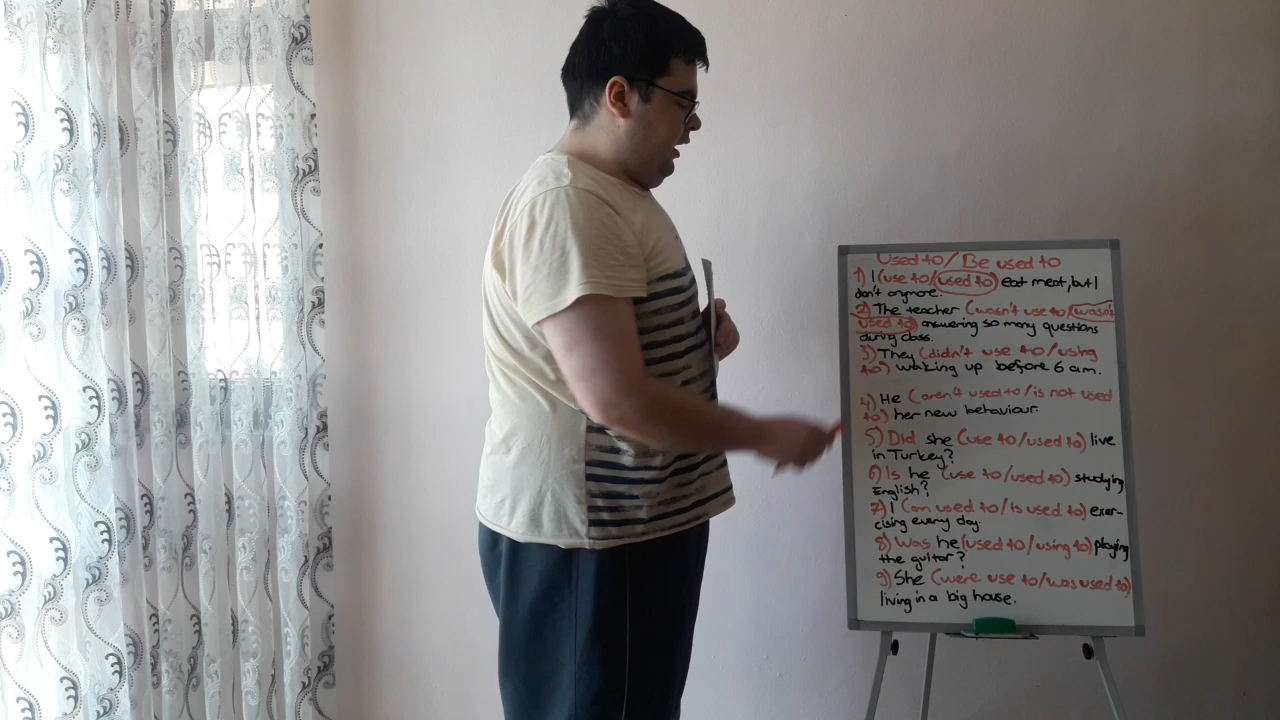 Used to/Be used to
1) I (use to/used to) eat meat, but I
don't anymore.
2) The teacher (wasn't use to/wasn't
used to) answering so many questions
during class.
3) They (didn't use to/using
to) waking up before 6 am.
4) He (aren't used to/is not used
to) her new behaviour.
5) Did she (use to/used to) live
in Turkey?
6) Is he (use to/used to) studying
English?
7) I (am used to/is used to) exer-
cising every day.
8) Was he (used to/using to) playing
the guitar?
9) She (were use to/was used to)
living in a big house.